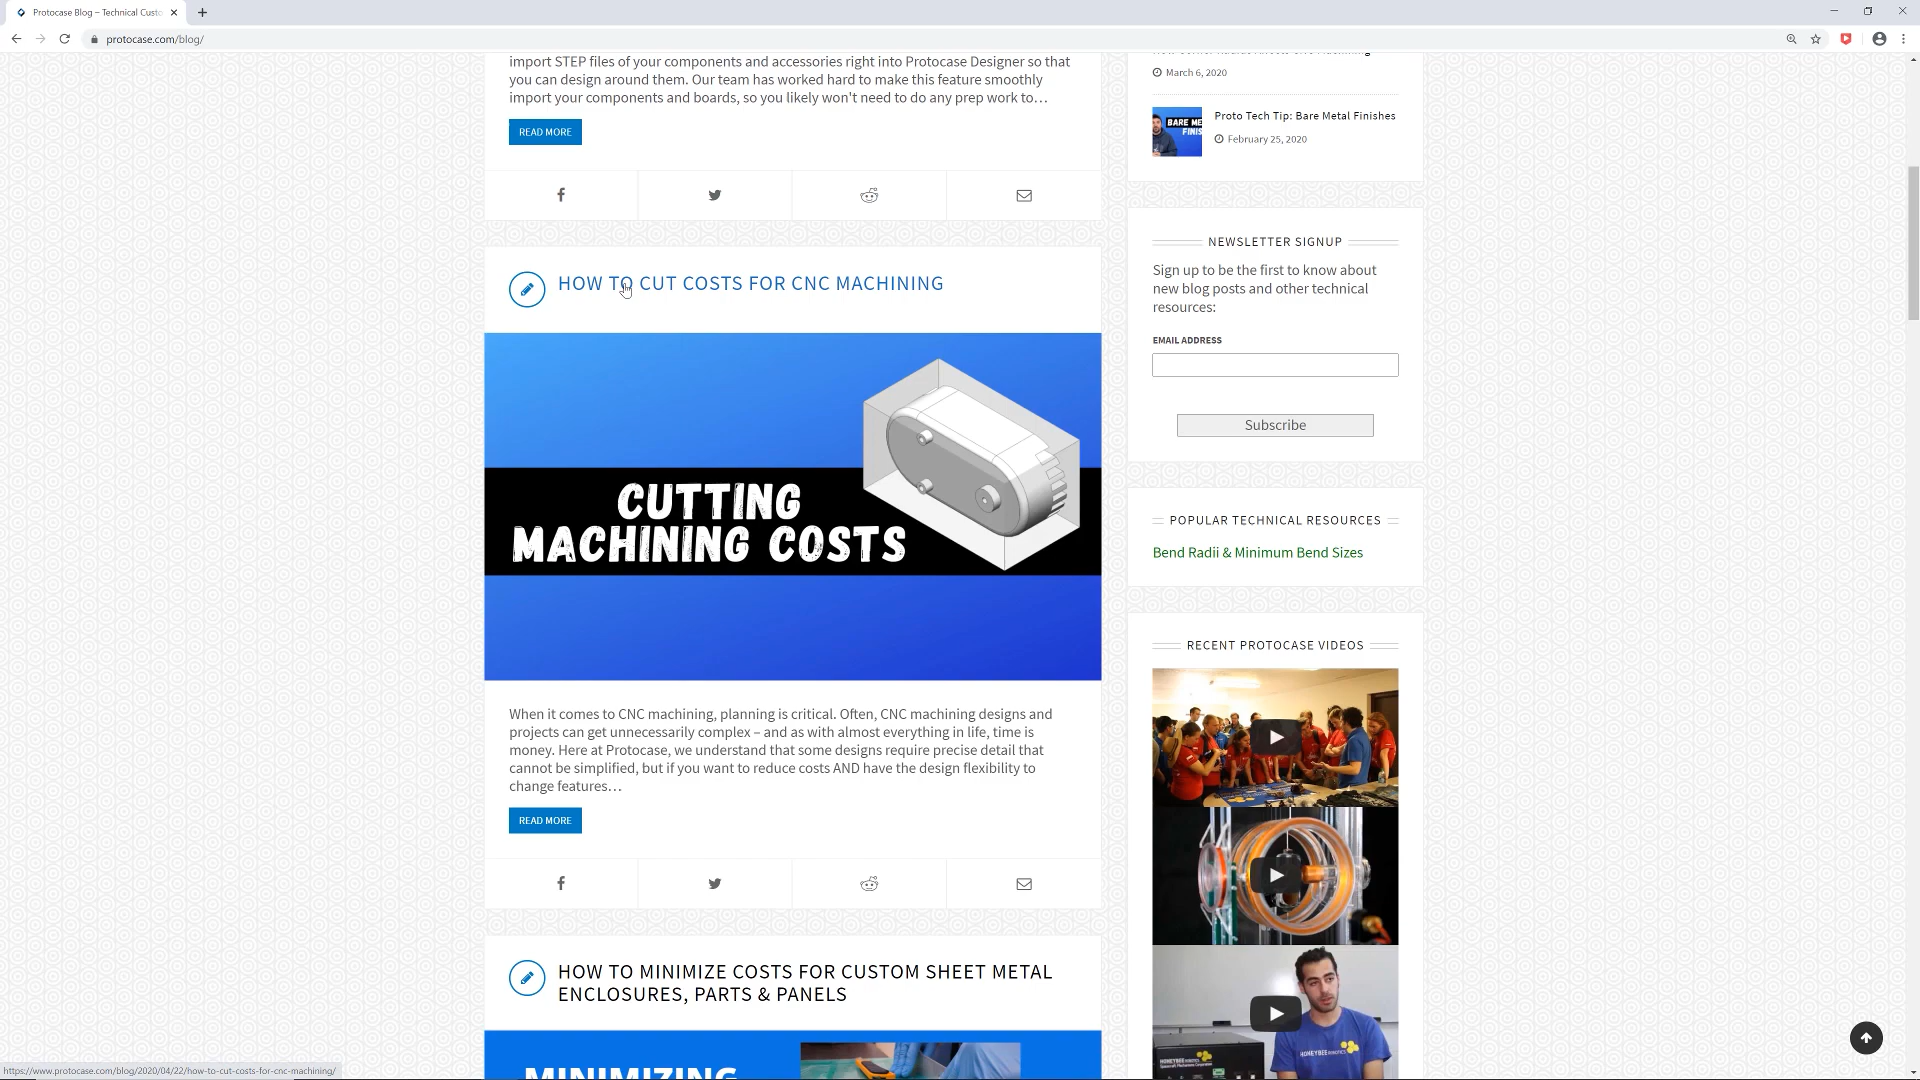 Protocase Blog – Technical Custo
protocase.com/blog/
import STEP files of your components and accessories right into Protocase Designer so that
you can design around them. Our team has worked hard to make this feature smoothly
import your components and boards, so you likely won't need to do any prep work to…
READ MORE
HOW TO CUT COSTS FOR CNC MACHINING
CUTTING
MACHINING COSTS
When it comes to CNC machining, planning is critical. Often, CNC machining designs and
projects can get unnecessarily complex – and as with almost everything in life, time is
money. Here at Protocase, we understand that some designs require precise detail that
cannot be simplified, but if you want to reduce costs AND have the design flexibility to
change features…
READ MORE
HOW TO MINIMIZE COSTS FOR CUSTOM SHEET METAL
ENCLOSURES, PARTS & PANELS
MINIMIZING
March 6, 2020
BARE ME
FINIS
Proto Tech Tip: Bare Metal Finishes
February 25, 2020
NEWSLETTER SIGNUP
Sign up to be the first to know about
new blog posts and other technical
resources:
EMAIL ADDRESS
Subscribe
POPULAR TECHNICAL RESOURCES
Bend Radii & Minimum Bend Sizes
RECENT PROTOCASE VIDEOS
HONEYBEE ROBOTICS
HONEYBEE ROBOTICS
https://www.protocase.com/blog/2020/04/22/how-to-cut-costs-for-cnc-machining/